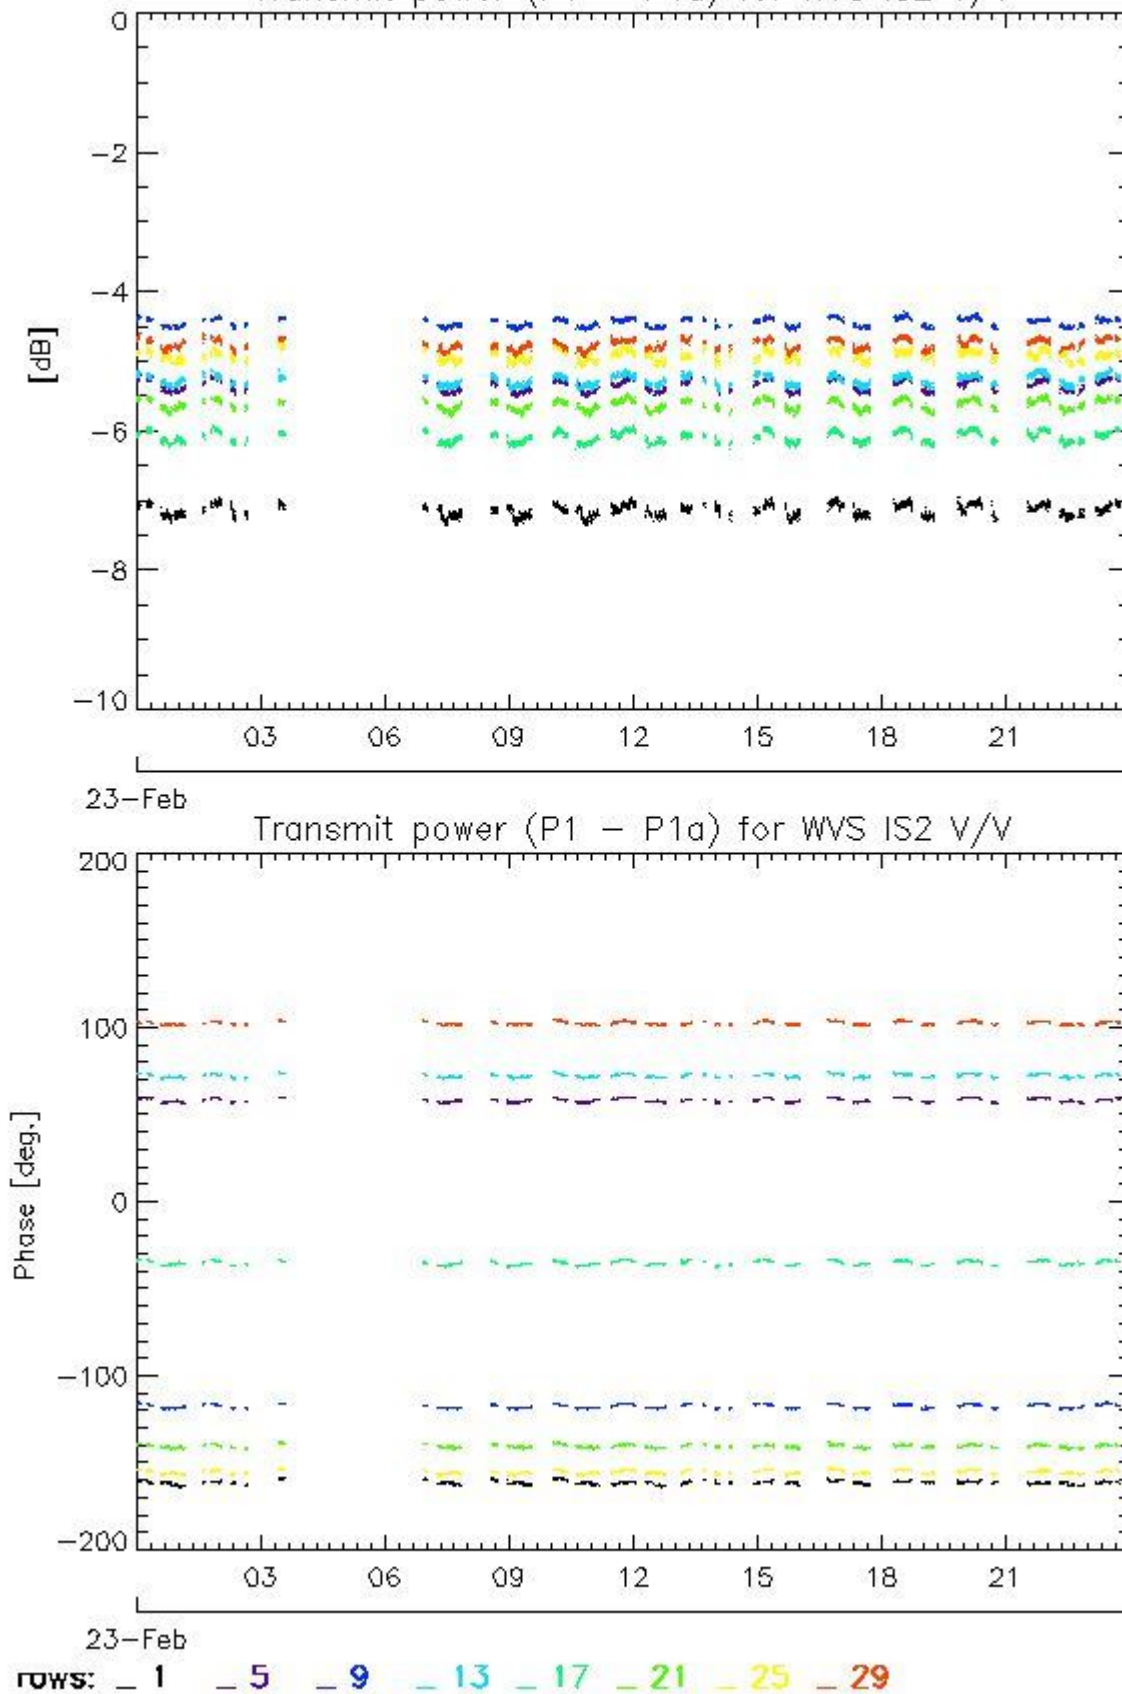 0
−2
−4
[dB]
−6
−8
−10
03 06 09 12 15 18 21
23−Feb
Transmit power (P1 − P1a) for WVS IS2 V/V
200
100
Phase [deg.]
0
−100
−200
03 06 09 12 15 18 21
23−Feb
rows: _ 1 _ 5 _ 9 _ 13 _ 17 _ 21 _ 25 _ 29